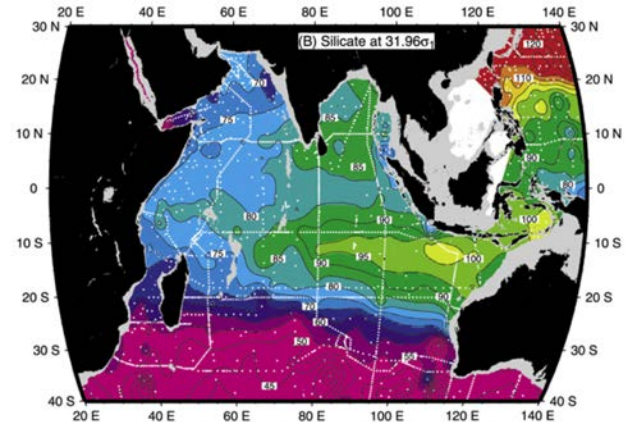 20 E 40 E 60 E 80 E 100 E 120 E 140 E
30 N 30 N
(B) Silicate at 31.96σ1
120
110
70
20 N 20 N
75
85
10 N 10 N
90
85
80
0 0
80 90 100
10 S 75 85 90 95 100 10 S
80 90
20 S 70 20 S
60
50 55
30 S 30 S
45
40 S 40 S
20 E 40 E 60 E 80 E 100 E 120 E 140 E